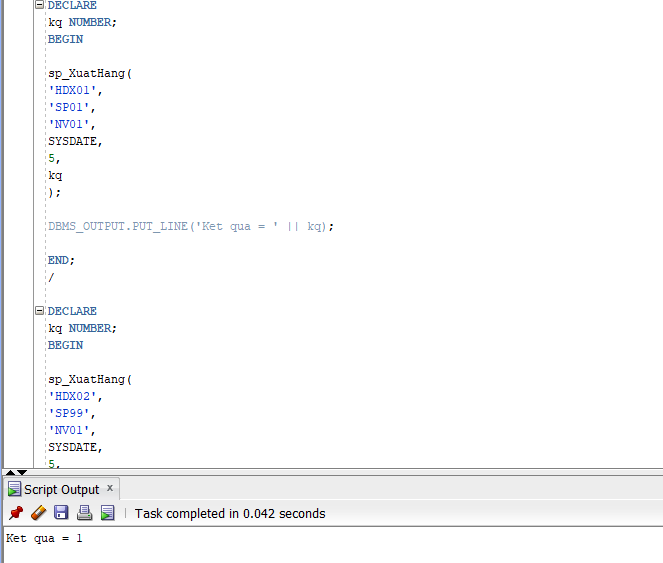 DECLARE
kq NUMBER;
BEGIN
sp_XuatHang(
'HDX01',
'SP01',
'NV01',
SYSDATE,
5,
kq
);
DBMS_OUTPUT.PUT_LINE('Ket qua = ' || kq);
END;
/
DECLARE
kq NUMBER;
BEGIN
sp_XuatHang(
'HDX02',
'SP99',
'NV01',
SYSDATE,
5,
Script Output x
Task completed in 0.042 seconds
Ket qua = 1